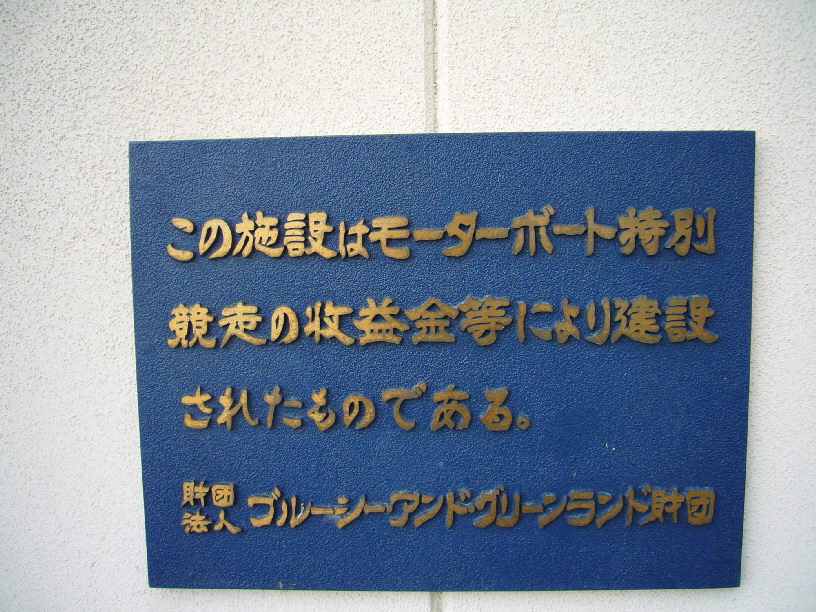 この施設はモーターボート特別
競走の収益金等により建設
されたものである。
財団法人 ブルーシー・アンド・グリーンランド財団